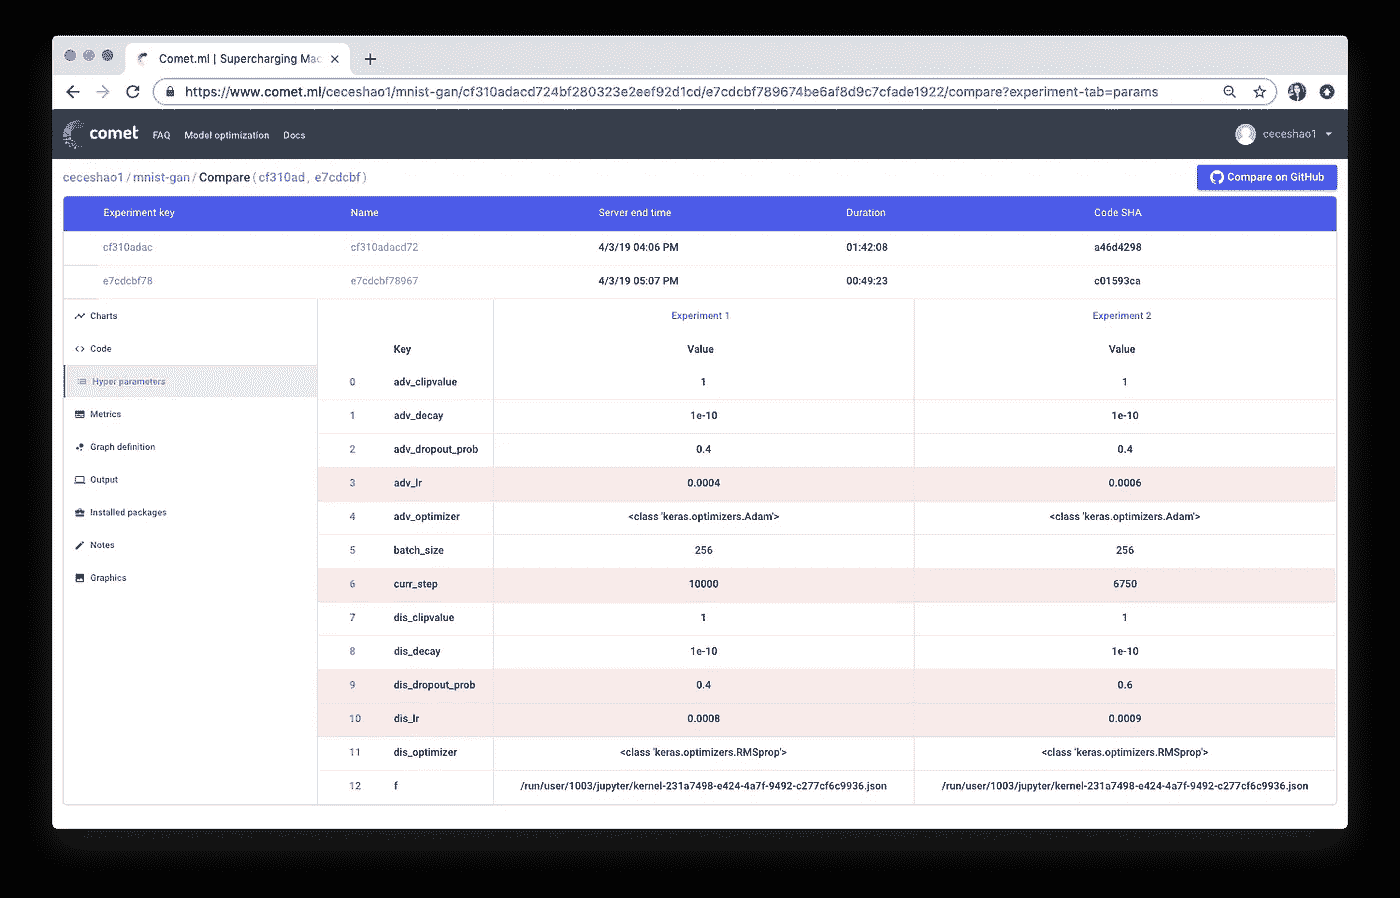 Comet.ml | Supercharging Mac
https://www.comet.ml/ceceshao1/mnist-gan/cf310adacd724bf280323e2eef92d1cd/e7cdcbf789674be6af8d9c7cfade1922/compare?experiment-tab=params
comet FAQ Model optimization Docs ceceshao1
ceceshao1 / mnist-gan / Compare ( cf310ad , e7cdcbf ) Compare on GitHub
Experiment key Name Server end time Duration Code SHA
cf310adac cf310adacd72 4/3/19 04:06 PM 01:42:08 a46d4298
e7cdcbf78 e7cdcbf78967 4/3/19 05:07 PM 00:49:23 c01593ca
Charts Experiment 1 Experiment 2
Code Key Value Value
Hyper parameters 0 adv_clipvalue 1 1
Metrics 1 adv_decay 1e-10 1e-10
Graph definition 2 adv_dropout_prob 0.4 0.4
Output 3 adv_lr 0.0004 0.0006
Installed packages 4 adv_optimizer <class 'keras.optimizers.Adam'> <class 'keras.optimizers.Adam'>
Notes 5 batch_size 256 256
Graphics 6 curr_step 10000 6750
7 dis_clipvalue 1 1
8 dis_decay 1e-10 1e-10
9 dis_dropout_prob 0.4 0.6
10 dis_lr 0.0008 0.0009
11 dis_optimizer <class 'keras.optimizers.RMSprop'> <class 'keras.optimizers.RMSprop'>
12 f /run/user/1003/jupyter/kernel-231a7498-e424-4a7f-9492-c277cf6c9936.json /run/user/1003/jupyter/kernel-231a7498-e424-4a7f-9492-c277cf6c9936.json